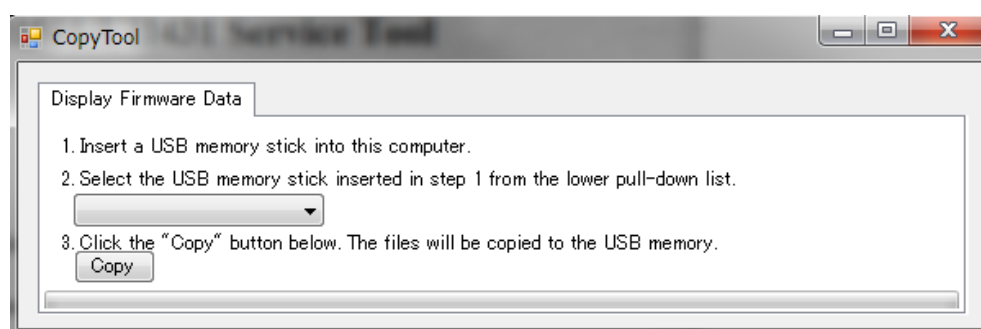 CopyTool
Service Tool
Display Firmware Data
1. Insert a USB memory stick into this computer.
2. Select the USB memory stick inserted in step 1 from the lower pull-down list.
3. Click the "Copy" button below. The files will be copied to the USB memory.
Copy